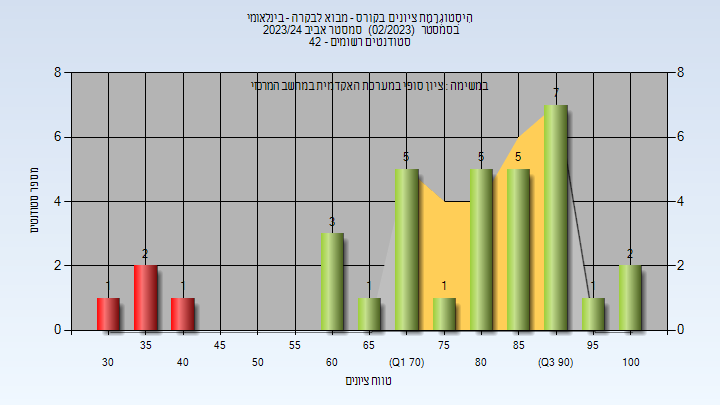 היסטוגרמת ציונים בקורס - מבוא לבקרה - בינלאומי
בסמסטר (02/2023) סמסטר אביב 2023/24
סטודנטים רשומים - 42
במשימה : ציון סופי במערכת האקדמית במחשב המרכזי
8 8
6 6
4 4
2 2
0 0
מספר סטודנטים
1 2 1 3 1 5 1 5 5 7 1 2
35 45 55 65 75 85 95
30 40 50 60 (Q1 70) 80 (Q3 90) 100
טווח ציונים